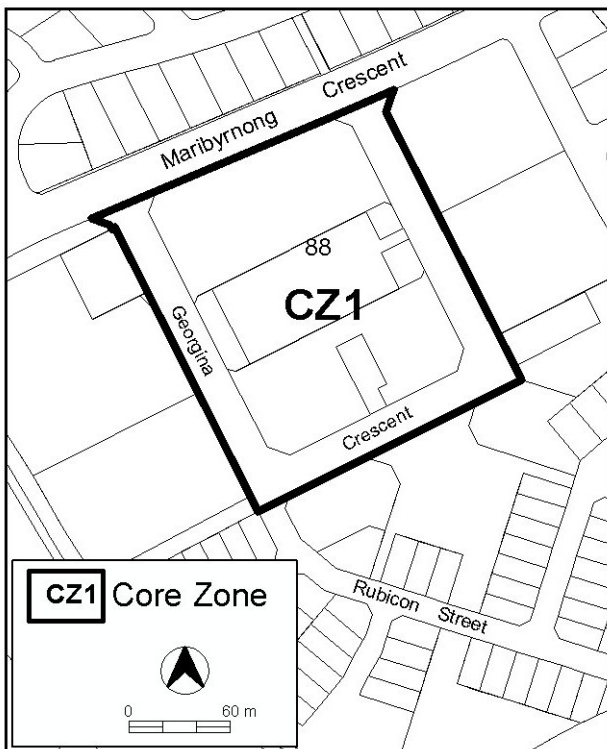 Maribyrnong Crescent
88
CZ1
Georgina
Crescent
Rubicon Street
CZ1 Core Zone
0 60 m